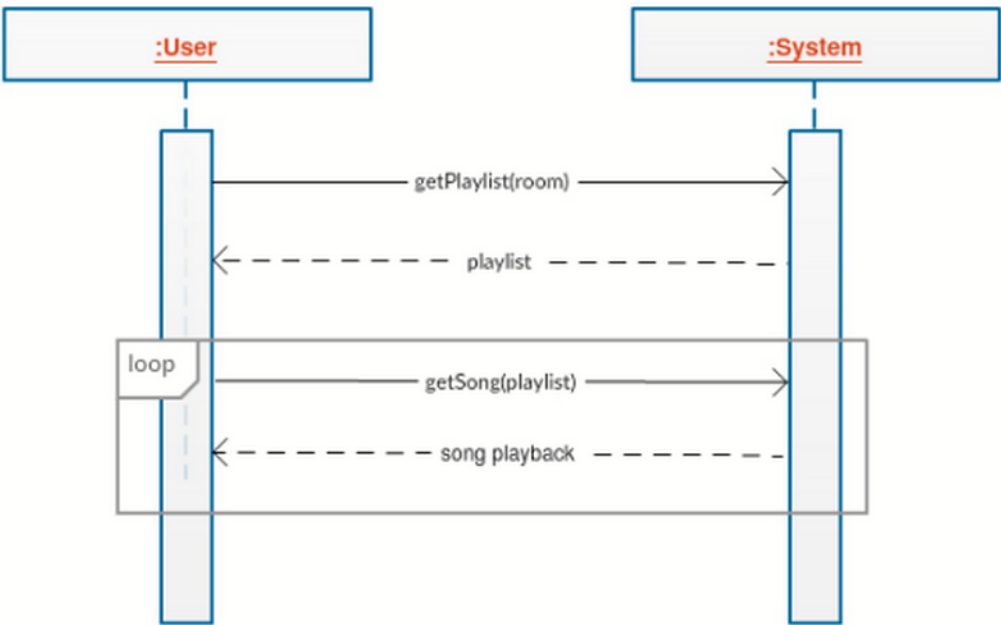 :User
:System
getPlaylist(room)
playlist
loop
getSong(playlist)
song playback